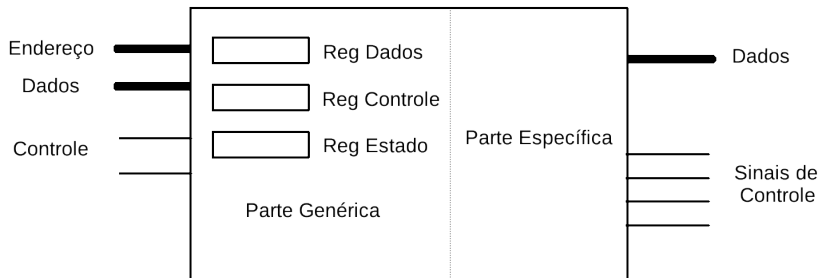 Endereço
Dados
Controle
Reg Dados
Reg Controle
Reg Estado
Parte Genérica
Parte Específica
Dados
Sinais de
Controle